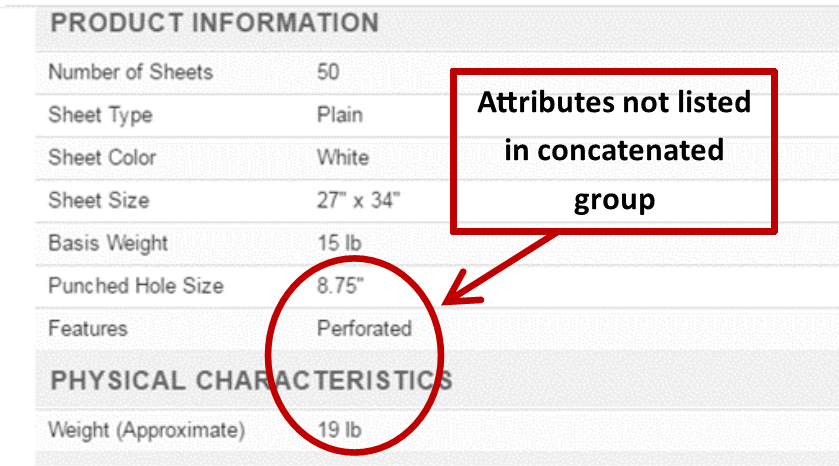 PRODUCT INFORMATION
Number of Sheets 50
Sheet Type Plain
Sheet Color White
Sheet Size 27" x 34"
Basis Weight 15 lb
Punched Hole Size 8.75"
Features Perforated
PHYSICAL CHARACTERISTICS
Weight (Approximate) 19 lb
Attributes not listed
in concatenated
group